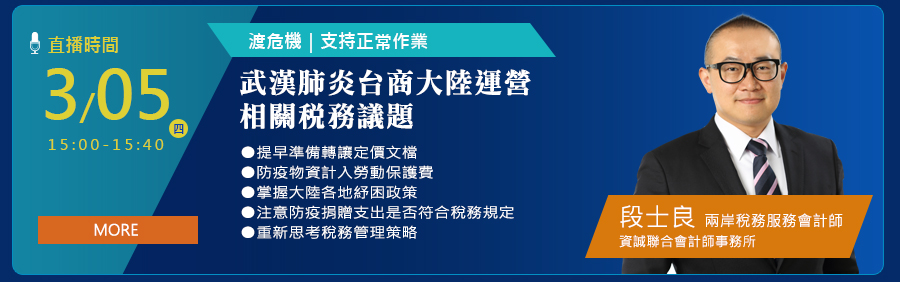 直播時間
3/05
四
15:00-15:40
MORE
渡危機｜支持正常作業
武漢肺炎台商大陸運營
相關稅務議題
●提早準備轉讓定價文檔
●防疫物資計入勞動保護費
●掌握大陸各地紓困政策
●注意防疫捐贈支出是否符合稅務規定
●重新思考稅務管理策略
段士良 兩岸稅務服務會計師
資誠聯合會計師事務所